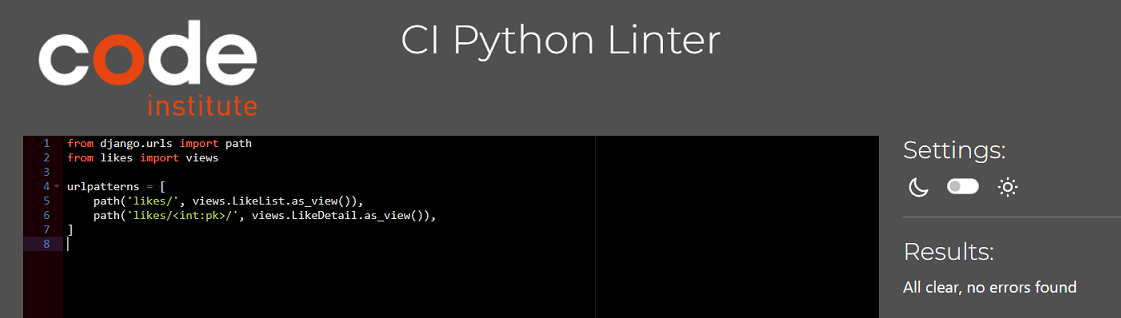 code
institute
CI Python Linter
1 from django.urls import path
2 from likes import views
3
4 urlpatterns = [
5     path('likes/', views.LikeList.as_view()),
6     path('likes/<int:pk>/', views.LikeDetail.as_view()),
7 ]
8
Settings:
Results:
All clear, no errors found